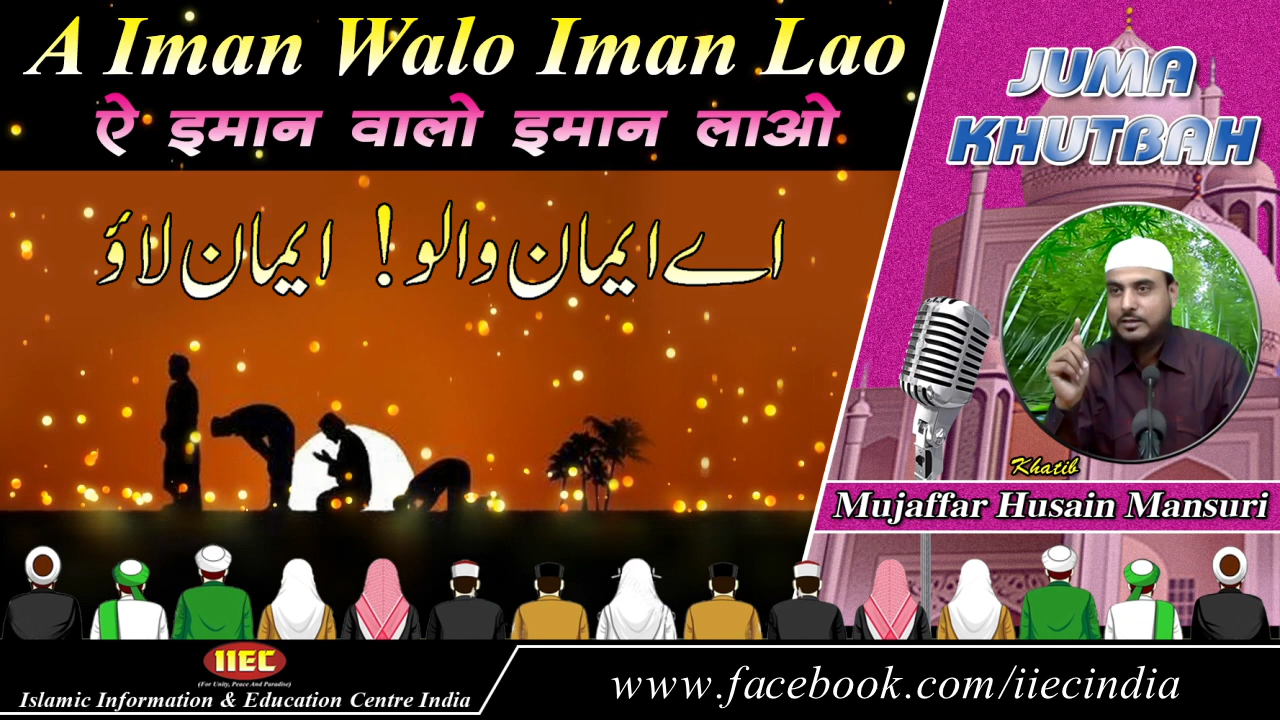 A Iman Walo Iman Lao
ऐ इमान वालो इमान लाओ
اے ایمان والو! ایمان لاؤ
JUMA
KHUTBAH
Khatib
Mujaffar Husain Mansuri
IIEC
(For Unity, Peace And Paradise)
Islamic Information & Education Centre India
www.facebook.com/iiecindia